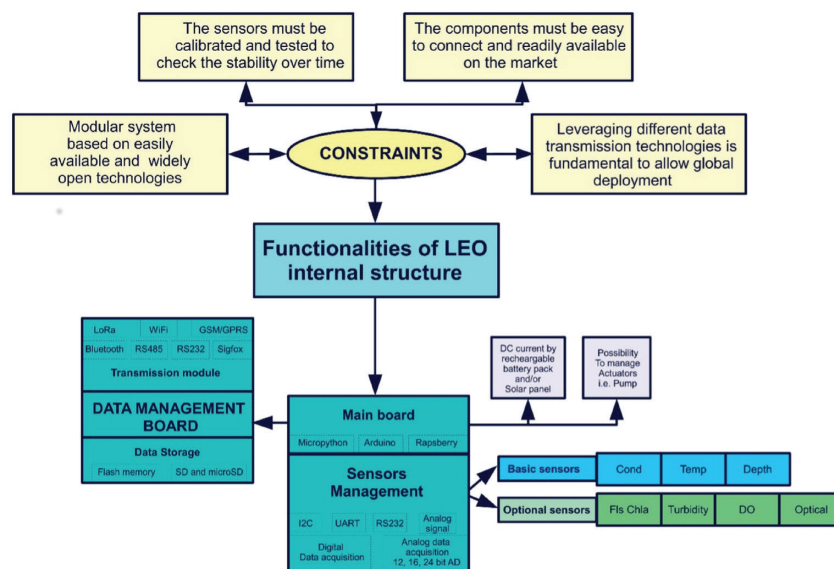 The sensors must be
calibrated and tested to
check the stability over time
The components must be easy
to connect and readily available
on the market
Modular system
based on easily
available and widely
open technologies
CONSTRAINTS
Leveraging different data
transmission technologies is
fundamental to allow global
deployment
Functionalities of LEO
internal structure
LoRa WiFi GSM/GPRS
Bluetooth RS485 RS232 Sigfox
Transmission module
DATA MANAGEMENT
BOARD
Data Storage
Flash memory SD and microSD
DC current by
rechereable
battery pack
and/or
Solar panel
Possibility
To manage
Actuators
i.e. Pump
Main board
Micropython Arduino Rapsberry
Sensors
Management
I2C UART RS232 Analog
signal
Digital
Data acquisition
Analog data
acquisition
12, 16, 24 bit AD
Basic sensors Cond Temp Depth
Optional sensors Fls Chla Turbidity DO Optical